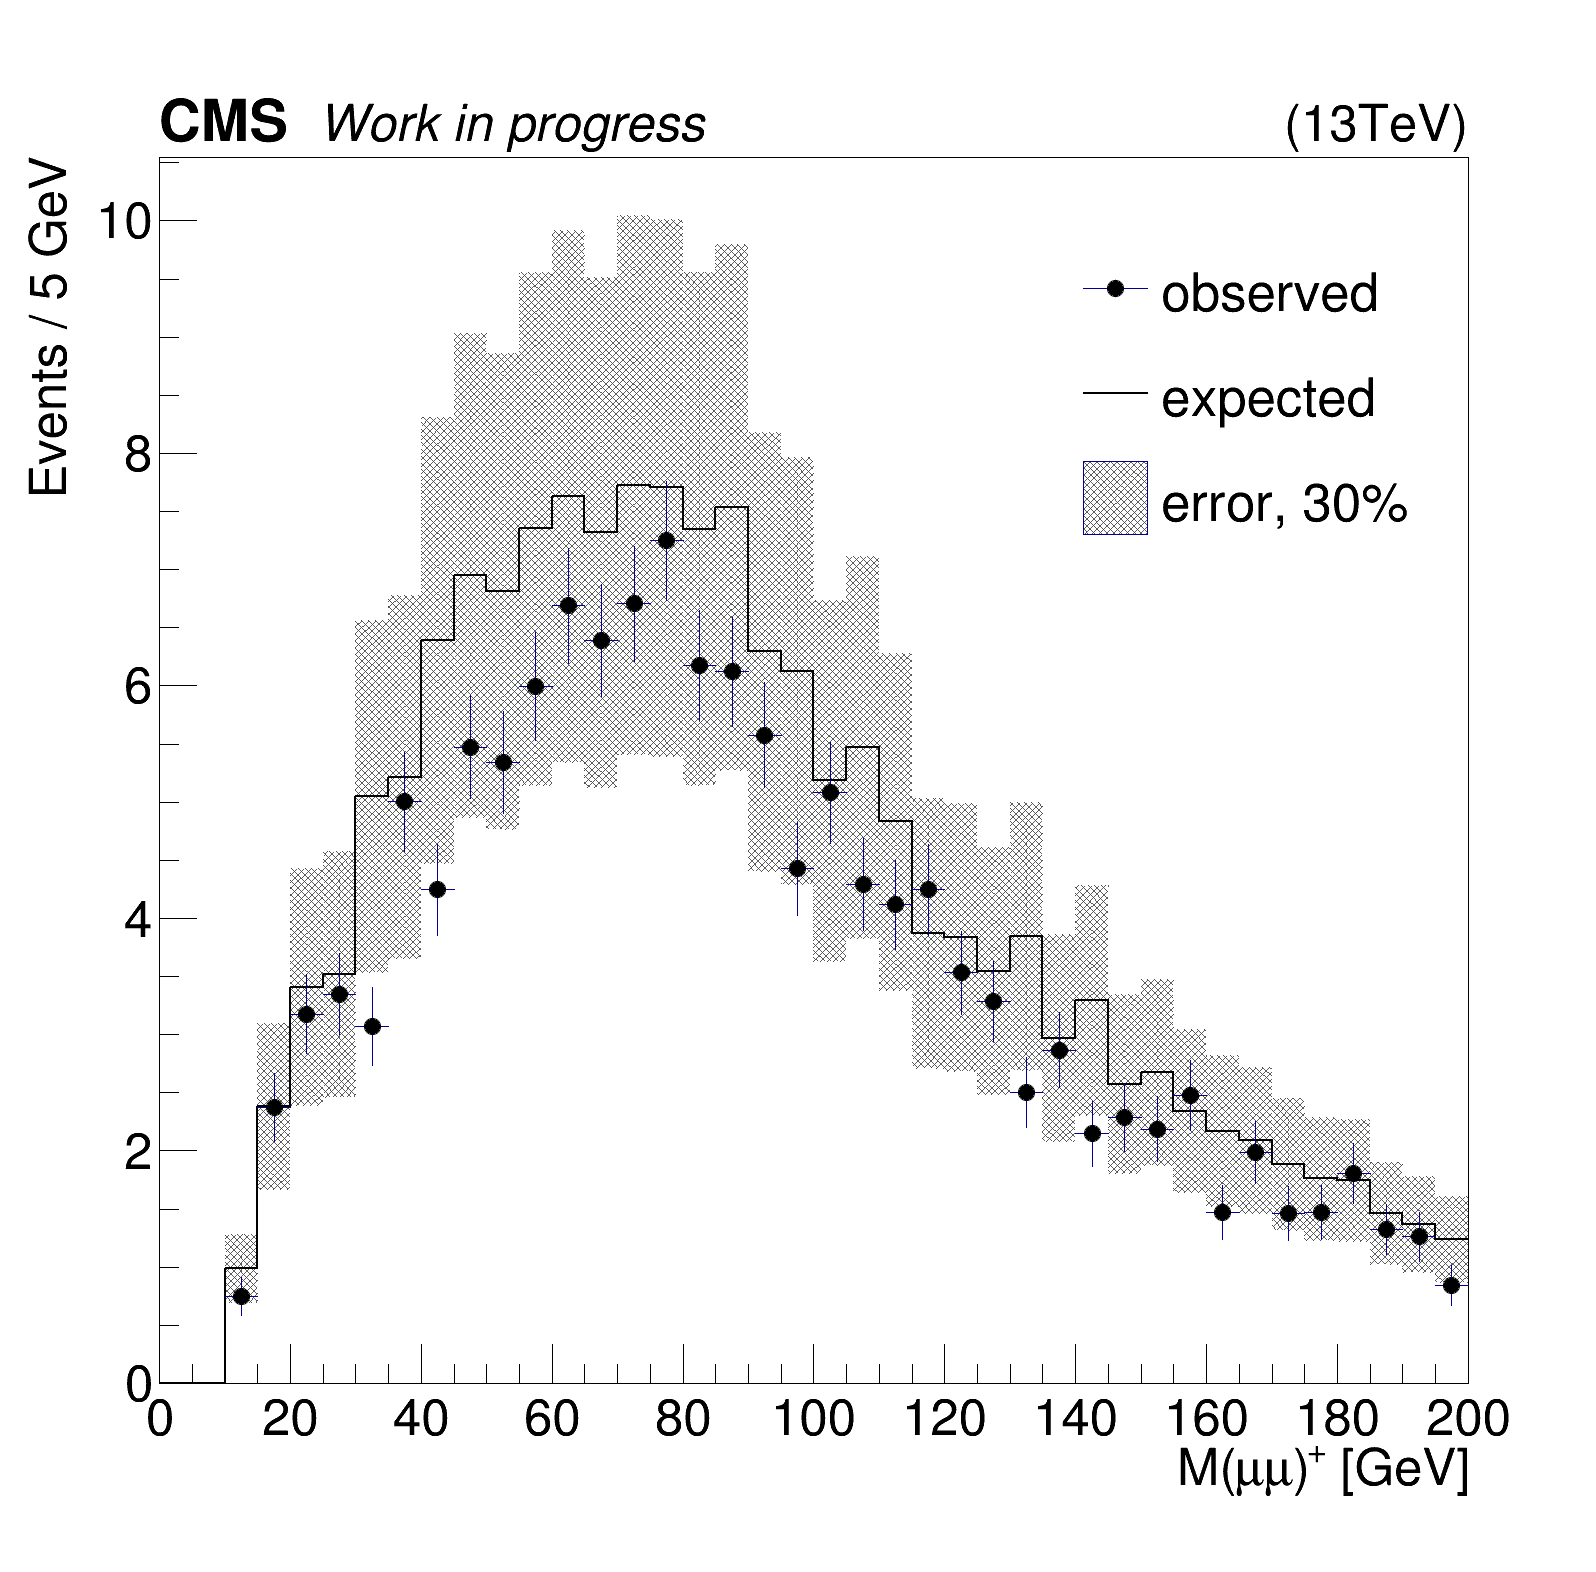 CMS Work in progress (13TeV)
Events / 5 GeV
10
8
6
4
2
0
observed
expected
error, 30%
0 20 40 60 80 100 120 140 160 180 200
M(μμ)⁺ [GeV]